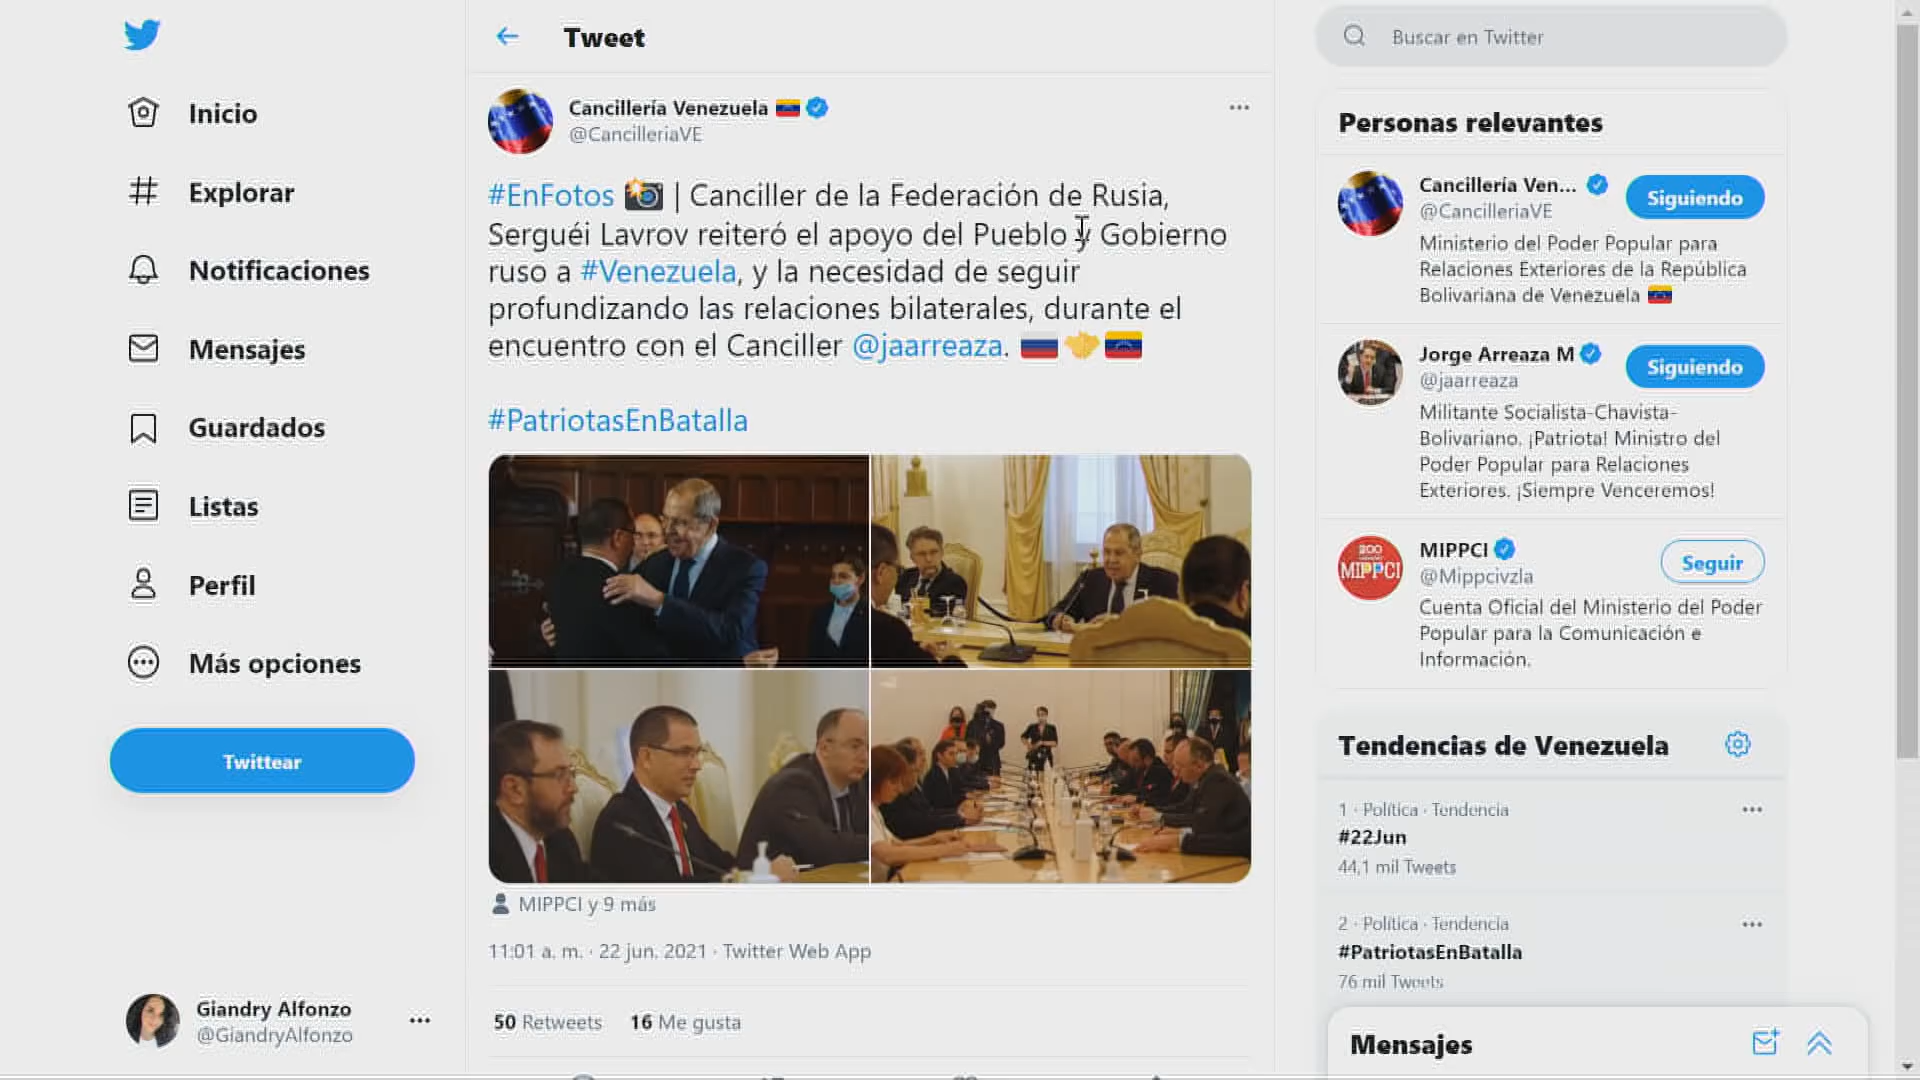 Tweet
Buscar en Twitter
Inicio
Explorar
Notificaciones
Mensajes
Guardados
Listas
Perfil
Más opciones
Twittear
Giandry Alfonzo
@GiandryAlfonzo
Cancillería Venezuela
@CancilleriaVE
#EnFotos | Canciller de la Federación de Rusia,
Serguéi Lavrov reiteró el apoyo del Pueblo y Gobierno
ruso a #Venezuela, y la necesidad de seguir
profundizando las relaciones bilaterales, durante el
encuentro con el Canciller @jaarreaza.
#PatriotasEnBatalla
MIPPCI y 9 más
11:01 a. m. · 22 jun. 2021 · Twitter Web App
50 Retweets 16 Me gusta
Personas relevantes
Cancillería Ven...
@CancilleriaVE
Siguiendo
Ministerio del Poder Popular para
Relaciones Exteriores de la República
Bolivariana de Venezuela
Jorge Arreaza M
@jaarreaza
Siguiendo
Militante Socialista-Chavista-
Bolivariano. ¡Patriota! Ministro del
Poder Popular para Relaciones
Exteriores. ¡Siempre Venceremos!
200
MIPPCI
MIPPCI
@Mippcivzla
Seguir
Cuenta Oficial del Ministerio del Poder
Popular para la Comunicación e
Información.
Tendencias de Venezuela
1 · Política · Tendencia
#22Jun
44,1 mil Tweets
2 · Política · Tendencia
#PatriotasEnBatalla
76 mil Tweets
Mensajes